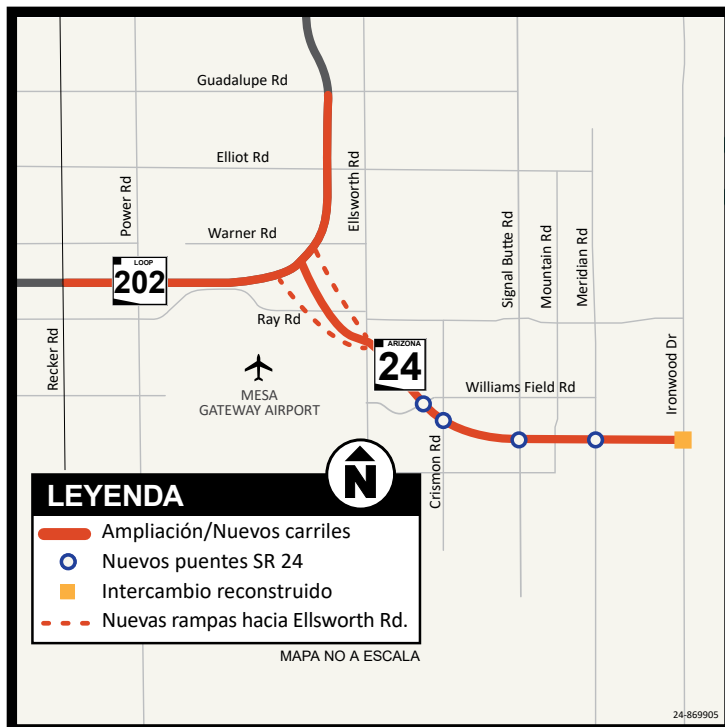 Guadalupe Rd
Elliot Rd
Ellsworth Rd
Power Rd
Warner Rd
Signal Butte Rd
Mountain Rd
Meridian Rd
LOOP
202
Ray Rd
ARIZONA
24
Recker Rd
Ironwood Dr
MESA
GATEWAY AIRPORT
Williams Field Rd
Crismon Rd
N
LEYENDA
Ampliación/Nuevos carriles
Nuevos puentes SR 24
Intercambio reconstruido
Nuevas rampas hacia Ellsworth Rd.
MAPA NO A ESCALA
24-869905